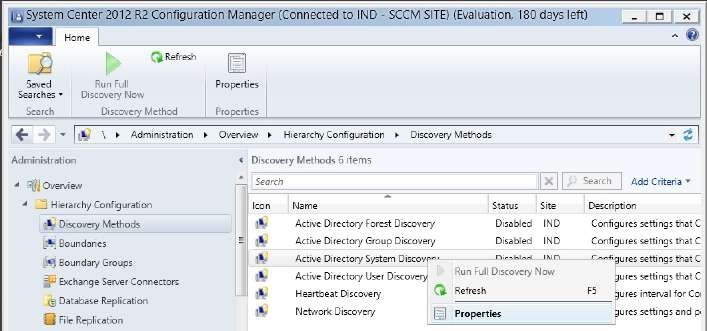 System Center 2012 R2 Configuration Manager (Connected to IND - SCCM SITE) (Evaluation, 180 days left)
Home
Saved Searches
Run Full Discovery Now
Refresh
Properties
Search
Discovery Method
Properties
\ Administration Overview Hierarchy Configuration Discovery Methods
Administration
Overview
Hierarchy Configuration
Discovery Methods
Boundaries
Boundary Groups
Exchange Server Connectors
Database Replication
File Replication
Discovery Methods 6 items
Search
Search
Add Criteria
Icon Name Status Site Description
Active Directory Forest Discovery Disabled IND Configures settings that C
Active Directory Group Discovery Disabled IND Configures settings that C
Active Directory System Discovery Disabled IND Configures settings that C
Active Directory User Discovery figures settings that C
Heartbeat Discovery figures interval for Co
Network Discovery figures settings and po
Run Full Discovery Now
Refresh F5
Properties